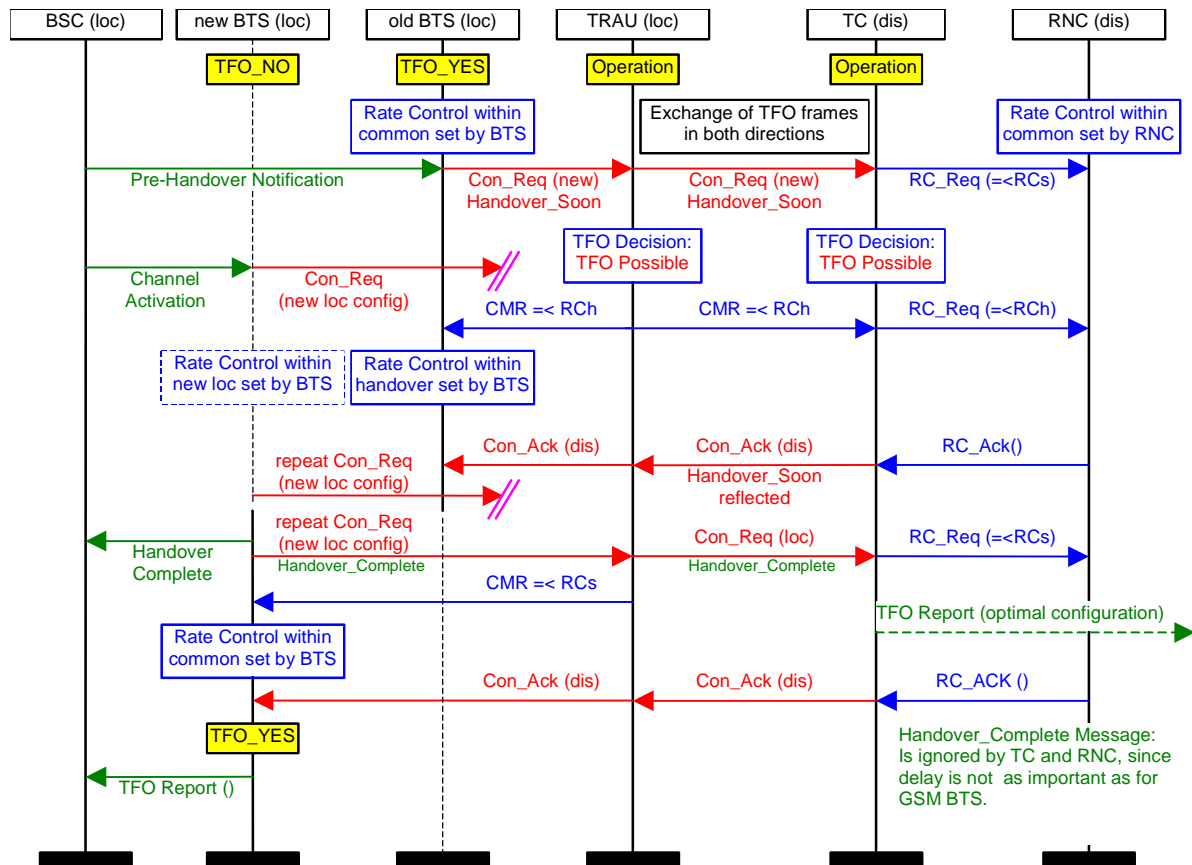 BSC (loc)
new BTS (loc)
old BTS (loc)
TRAU (loc)
TC (dis)
RNC (dis)
TFO_NO
TFO_YES
Operation
Operation
Rate Control within
common set by BTS
Exchange of TFO frames
in both directions
Rate Control within
common set by RNC
Pre-Handover Notification
Con_Req (new)
Handover_Soon
Con_Req (new)
Handover_Soon
RC_Req (=<RCs)
TFO Decision:
TFO Possible
TFO Decision:
TFO Possible
Channel
Activation
Con_Req
(new loc config)
CMR =< RCh
CMR =< RCh
RC_Req (=<RCh)
Rate Control within
new loc set by BTS
Rate Control within
handover set by BTS
Con_Ack (dis)
Con_Ack (dis)
RC_Ack()
Handover_Soon
reflected
repeat Con_Req
(new loc config)
repeat Con_Req
(new loc config)
Handover_Complete
Handover
Complete
Con_Req (loc)
Handover_Complete
RC_Req (=<RCs)
CMR =< RCs
TFO Report (optimal configuration)
Rate Control within
common set by BTS
Con_Ack (dis)
Con_Ack (dis)
RC_ACK ()
TFO_YES
Handover_Complete Message:
Is ignored by TC and RNC, since
delay is not as important as for
GSM BTS.
TFO Report ()